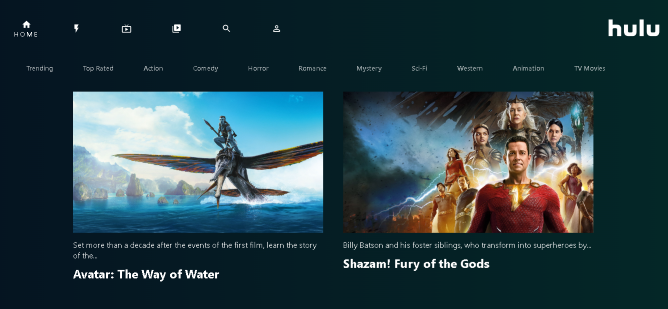 HOME
hulu
Trending Top Rated Action Comedy Horror Romance Mystery Sci-Fi Western Animation TV Movies
Set more than a decade after the events of the first film, learn the story
of the...
Avatar: The Way of Water
Billy Batson and his foster siblings, who transform into superheroes by...
Shazam! Fury of the Gods